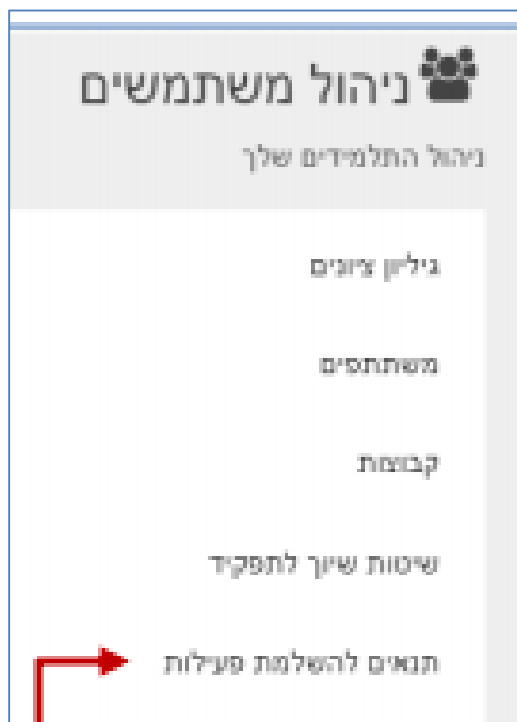 ניהול משתמשים
ניהול התלמידים שלך
גיליון ציונים
משתתפים
קבוצות
שיטות שיוך לתפקיד
תנאים להשלמת פעילות